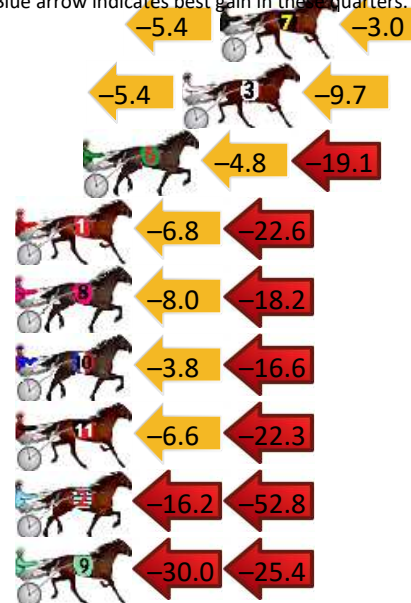 Blue arrow indicates best gain in these quarters.
–5.4 7 –3.0
–5.4 3 –9.7
–4.8 –19.1
1 –6.8 –22.6
8 –8.0 –18.2
10 –3.8 –16.6
11 –6.6 –22.3
–16.2 –52.8
9 –30.0 –25.4